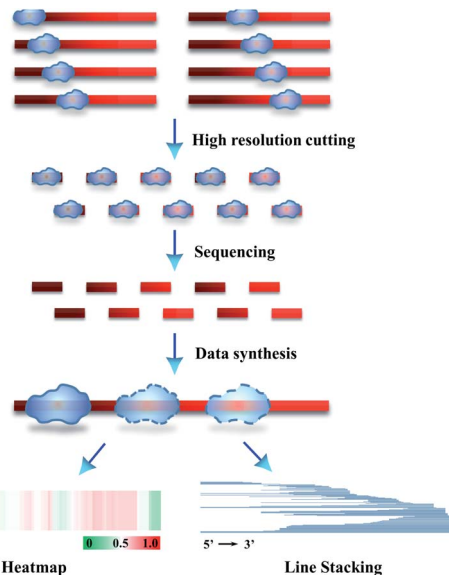 High resolution cutting
Sequencing
Data synthesis
0 0.5 1.0
5' → 3'
Heatmap
Line Stacking